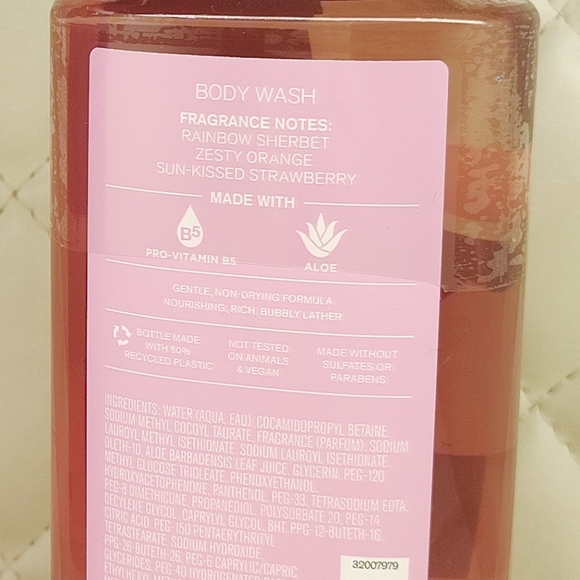 BODY WASH
FRAGRANCE NOTES:
RAINBOW SHERBET
ZESTY ORANGE
SUN-KISSED STRAWBERRY
MADE WITH
B5
PRO-VITAMIN B5
ALOE
GENTLE, NON-DRYING FORMULA
NOURISHING, RICH, BUBBLY LATHER
BOTTLE MADE
WITH 50%
RECYCLED PLASTIC
NOT TESTED
ON ANIMALS
& VEGAN
MADE WITHOUT
SULFATES OR
PARABENS
INGREDIENTS: WATER (AQUA, EAU), COCAMIDOPROPYL BETAINE,
SODIUM METHYL COCOYL TAURATE, FRAGRANCE (PARFUM), SODIUM
LAUROYL METHYL ISETHIONATE, SODIUM LAUROYL ISETHIONATE,
OLETH-10, ALOE BARBADENSIS LEAF JUICE, GLYCERIN, PEG-120
METHYL GLUCOSE TRIOLEATE, PHENOXYETHANOL,
HYDROXYACETOPHENONE, PANTHENOL, PEG-33, TETRASODIUM EDTA,
PEG-8 DIMETHICONE, PROPANEDIOL, POLYSORBATE 20, PEG-14,
DECYLENE GLYCOL, CAPRYLYL GLYCOL, BHT, PPG-12-BUTETH-16,
CITRIC ACID, PEG-150 PENTAERYTHRITYL
TETRASTEARATE, SODIUM HYDROXIDE,
PPG-26-BUTETH-26, PEG-6 CAPRYLIC/CAPRIC
GLYCERIDES, PEG-40 HYDROGENATED
32007979